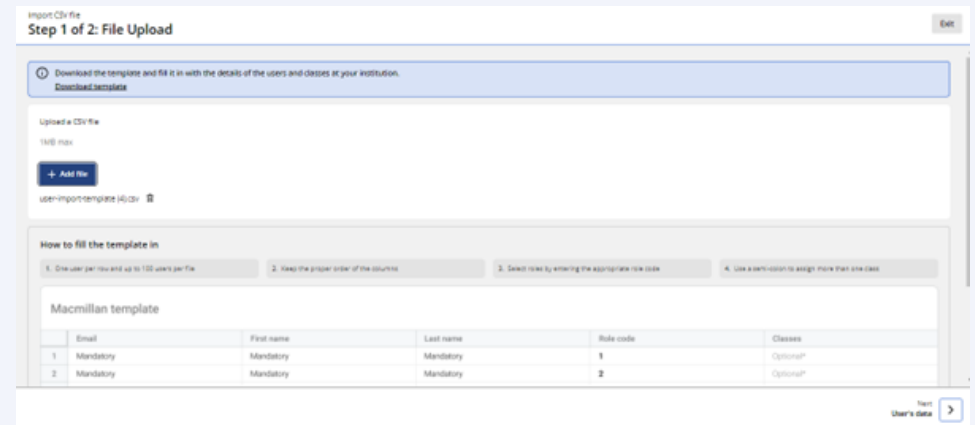 Import CSV file
Step 1 of 2: File Upload
Exit
Download the template and fill it in with the details of the users and classes at your institution.
Download template
Upload a CSV file
1MB max
+ Add file
user-import-template (4).csv
How to fill the template in
1. One user per row and up to 100 users per file
2. Keep the proper order of the columns
3. Select roles by entering the appropriate role code
4. Use a semi-colon to assign more than one class
Macmillan template
Email First name Last name Role code Classes
1 Mandatory Mandatory Mandatory 1 Optional*
2 Mandatory Mandatory Mandatory 2 Optional*
Next
User's data